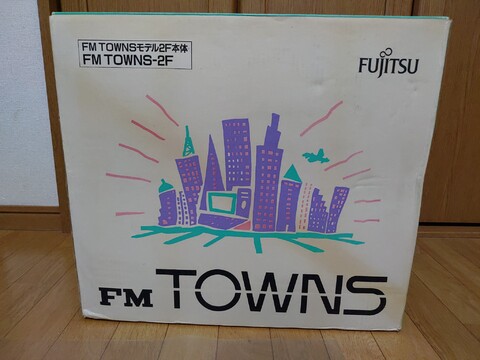 FM TOWNSモデル2F本体
FM TOWNS-2F
FUJITSU
FM TOWNS